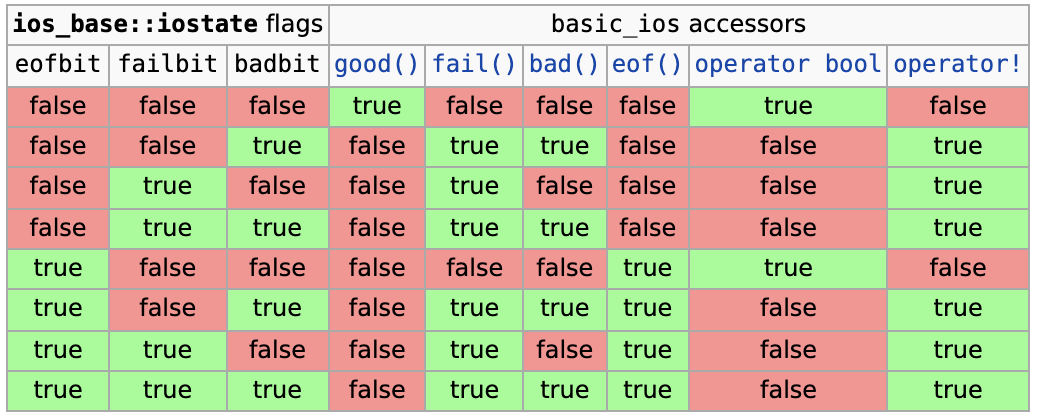 ios_base::iostate flags basic_ios accessors
eofbit failbit badbit good() fail() bad() eof() operator bool operator!
false false false true false false false true false
false false true false true true false false true
false true false false true false false false true
false true true false true true false false true
true false false false false false true true false
true false true false true true true false true
true true false false true false true false true
true true true false true true true false true